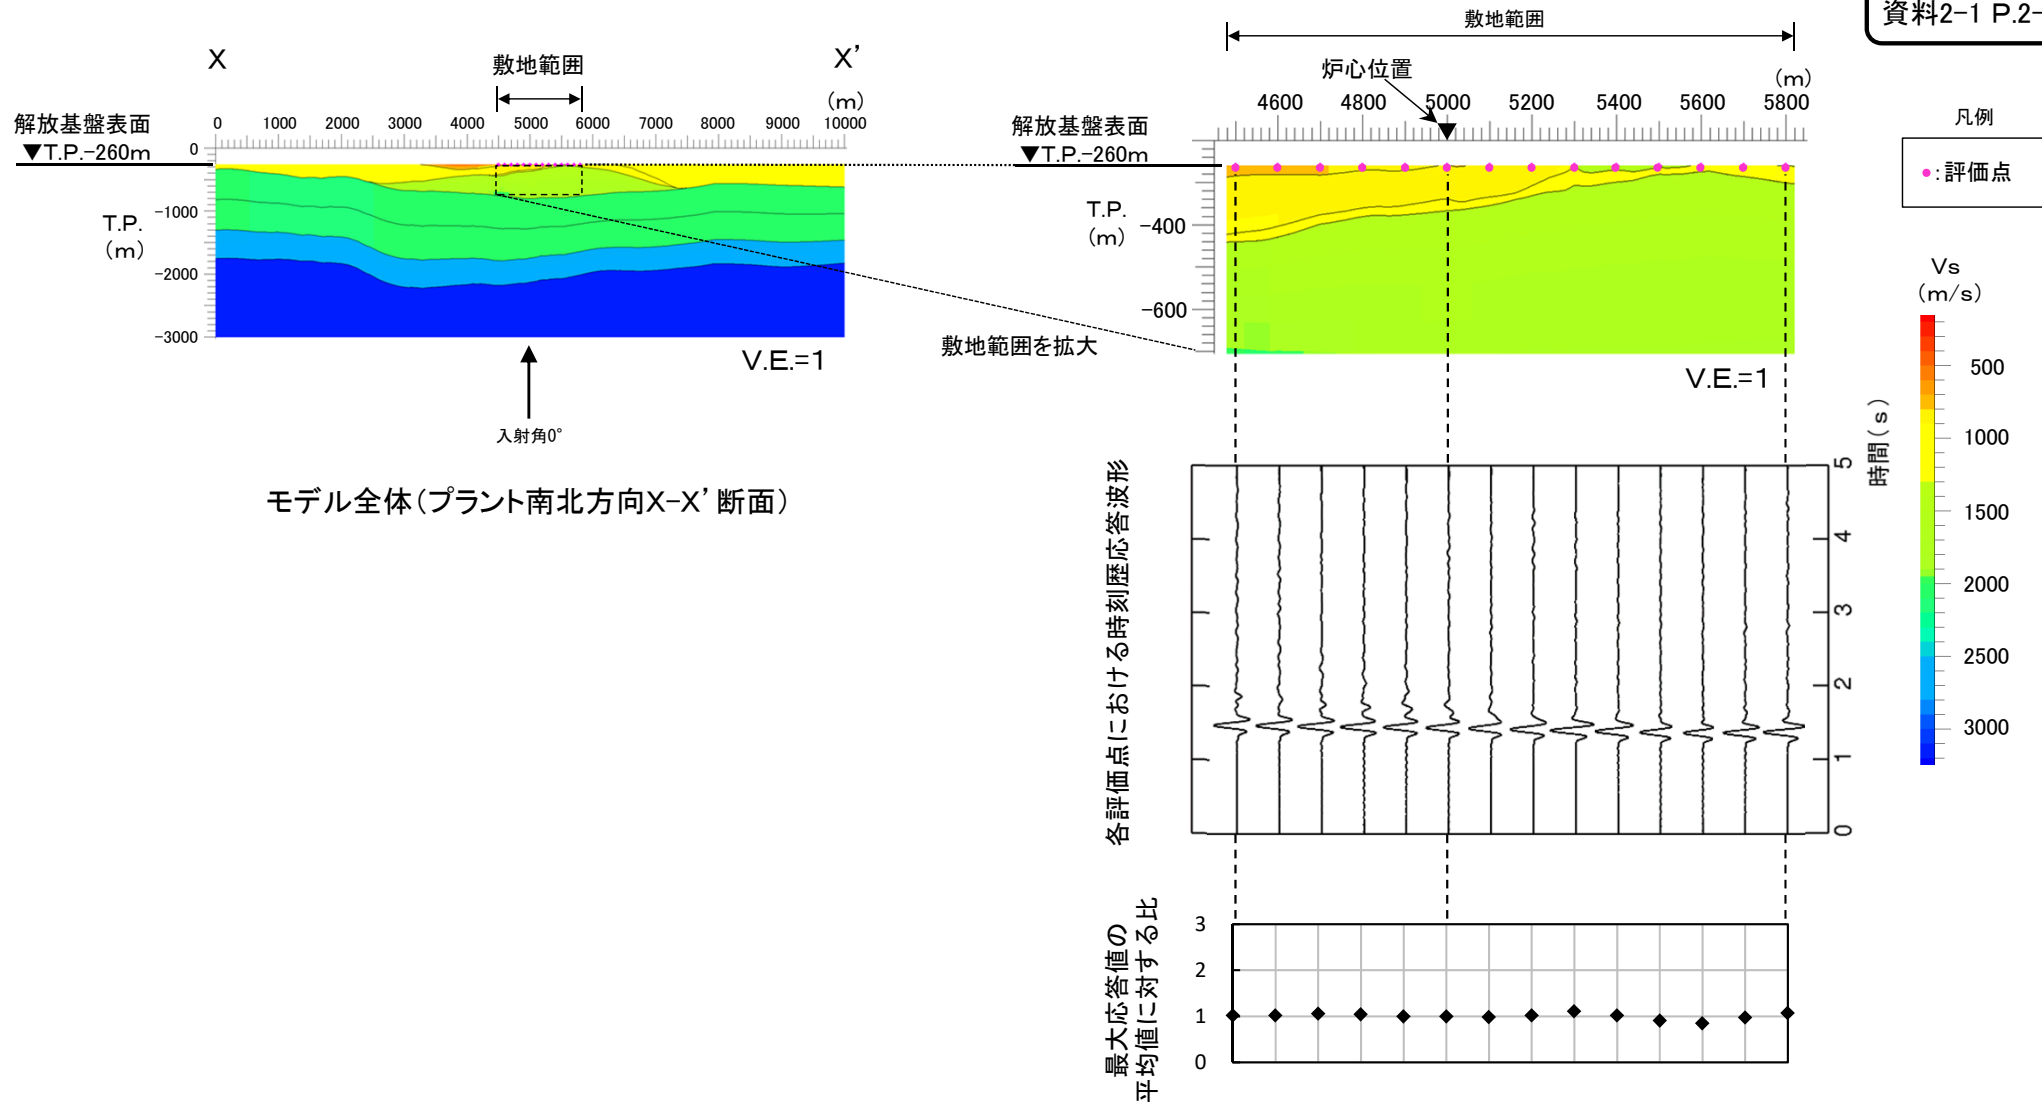 資料2-1 P.2-
X
X’
敷地範囲
(m)
解放基盤表面
▼T.P.-260m
0 1000 2000 3000 4000 5000 6000 7000 8000 9000 10000
0
-1000
-2000
-3000
T.P.
(m)
V.E.=1
入射角0°
モデル全体(プラント南北方向X-X’断面)
敷地範囲
炉心位置
(m)
4600 4800 5000 5200 5400 5600 5800
解放基盤表面
▼T.P.-260m
T.P.
(m)
-400
-600
敷地範囲を拡大
V.E.=1
凡例
●:評価点
Vs
(m/s)
500
1000
1500
2000
2500
3000
各評価点における時刻歴応答波形
時間(s)
5
4
3
2
1
0
最大応答値の
平均値に対する比
3
2
1
0